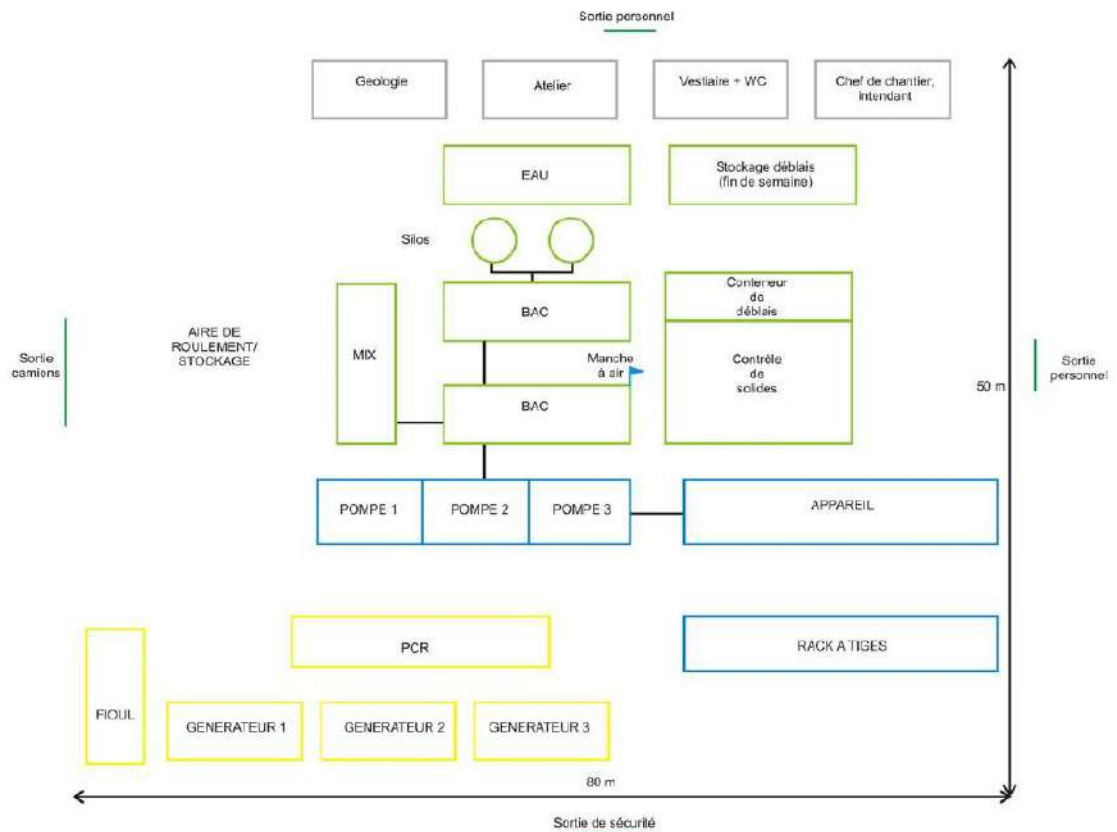 Sortie personnel
Geologie
Atelier
Vestiaire + WC
Chef de chantier,
Intendant
EAU
Stockage déblais
(fin de semaine)
Silos
Conteneur
de
déblais
BAC
AIRE DE
ROULEMENT/
STOCKAGE
MIX
Manche
à air
Contrôle
de
solides
Sortie
camiens
Sortie
personnel
50 m
BAC
POMPE 1
POMPE 2
POMPE 3
APPAREIL
PCR
RACK A TIGES
FIOUL
GENERATEUR 1
GENERATEUR 2
GENERATEUR 3
80 m
Sortie de sécurité